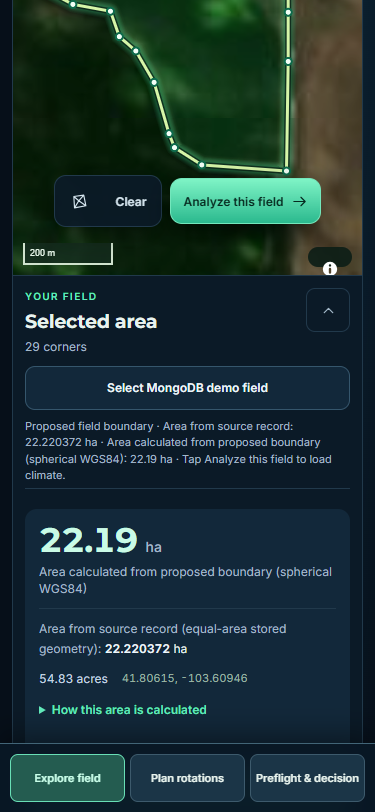 Clear
Analyze this field →
200 m
YOUR FIELD
Selected area
29 corners
Select MongoDB demo field
Proposed field boundary · Area from source record:
22.220372 ha · Area calculated from proposed boundary
(spherical WGS84): 22.19 ha · Tap Analyze this field to load
climate.
22.19 ha
Area calculated from proposed boundary (spherical
WGS84)
Area from source record (equal-area stored
geometry): 22.220372 ha
54.83 acres 41.80615, -103.60946
▶ How this area is calculated
Explore field
Plan rotations
Preflight & decision